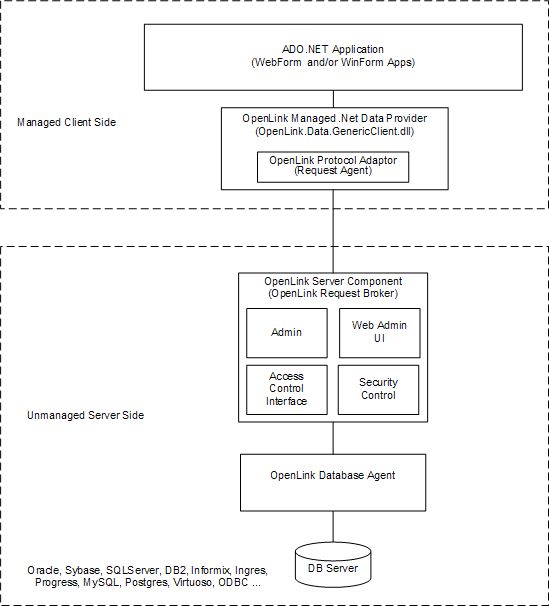 ADO.NET Application
(WebForm and/or WinForm Apps)
Managed Client Side
OpenLink Managed .Net Data Provider
(OpenLink.Data.GenericClient.dll)
OpenLink Protocol Adaptor
(Request Agent)
OpenLink Server Component
(OpenLink Request Broker)
Admin
Web Admin
UI
Access
Control
Interface
Security
Control
Unmanaged Server Side
OpenLink Database Agent
DB Server
Oracle, Sybase, SQLServer, DB2, Informix, Ingres,
Progress, MySQL, Postgres, Virtuoso, ODBC ...